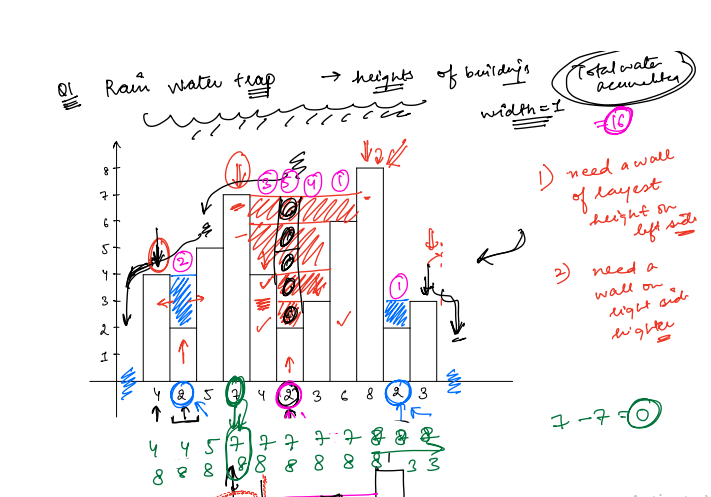 Q1 Rain water trap → heights of buildings
Total water accumulated
width = 1
= 16
1) need a wall
of largest
height on
left side
2) need a
wall on
right side
higher
3 5 4 1
2
1
8
7
6
5
4
3
2
1
4 2 5 7 4 2 3 6 8 2 3
4 4 5 7 7 7 7 7 8 8 8
8 8 8 8 8 8 8 8 8 3 3
7 - 7 = 0